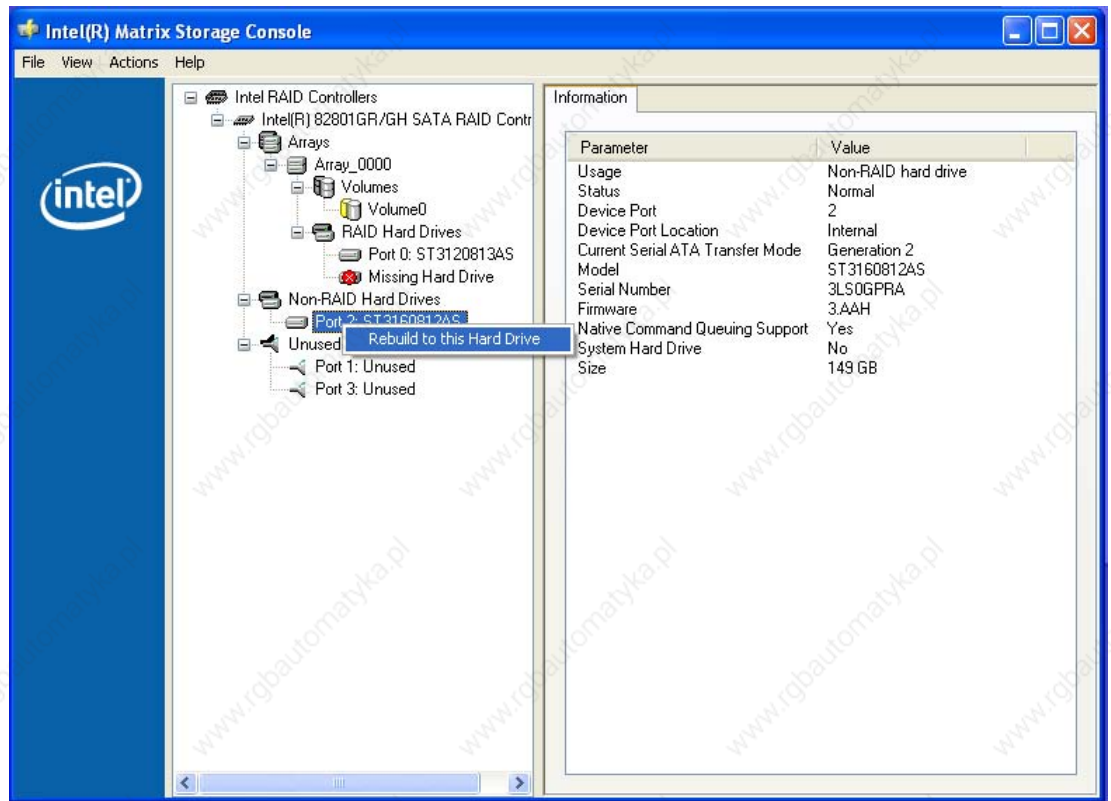 Intel(R) Matrix Storage Console
File View Actions Help
intel
Intel RAID Controllers
Intel(R) 82801GR/GH SATA RAID Contr
Arrays
Array_0000
Volumes
Volume0
RAID Hard Drives
Port 0: ST3120813AS
Missing Hard Drive
Non-RAID Hard Drives
Port 2: ST3160812AS
Rebuild to this Hard Drive
Unused
Port 1: Unused
Port 3: Unused
Information
Parameter Value
Usage Non-RAID hard drive
Status Normal
Device Port 2
Device Port Location Internal
Current Serial ATA Transfer Mode Generation 2
Model ST3160812AS
Serial Number 3LS0GPRA
Firmware 3.AAH
Native Command Queuing Support Yes
System Hard Drive No
Size 149 GB
www.rgbautomatyka.pl